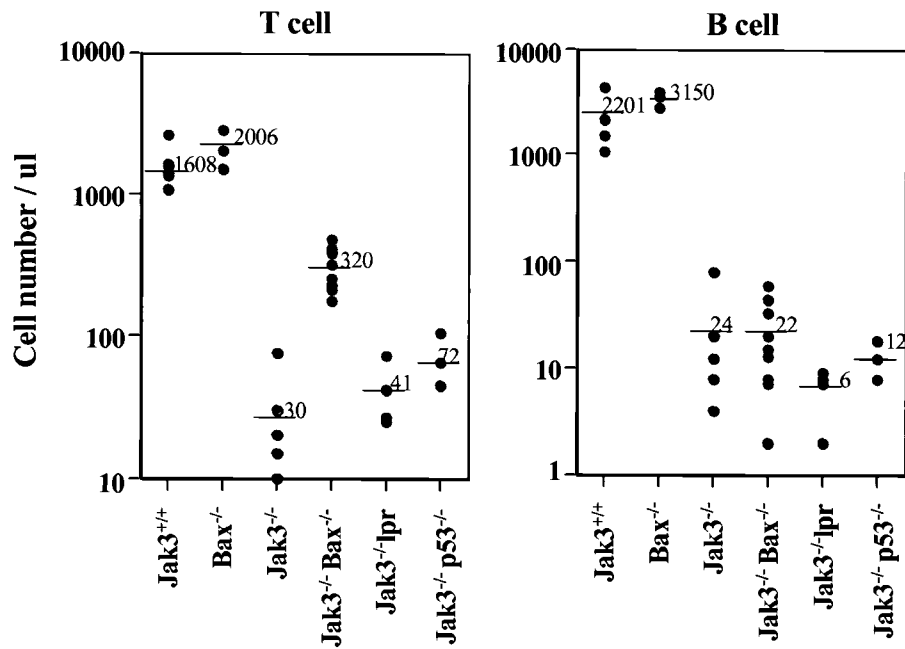 T cell
Cell number / ul
10000
1000
100
10
1608
2006
30
320
41
72
Jak3+/+
Bax-/-
Jak3-/-
Jak3-/- Bax-/-
Jak3-/-lpr
Jak3-/-p53-/-
B cell
10000
1000
100
10
1
2201
3150
24
22
6
12
Jak3+/+
Bax-/-
Jak3-/-
Jak3-/- Bax-/-
Jak3-/-lpr
Jak3-/-p53-/-